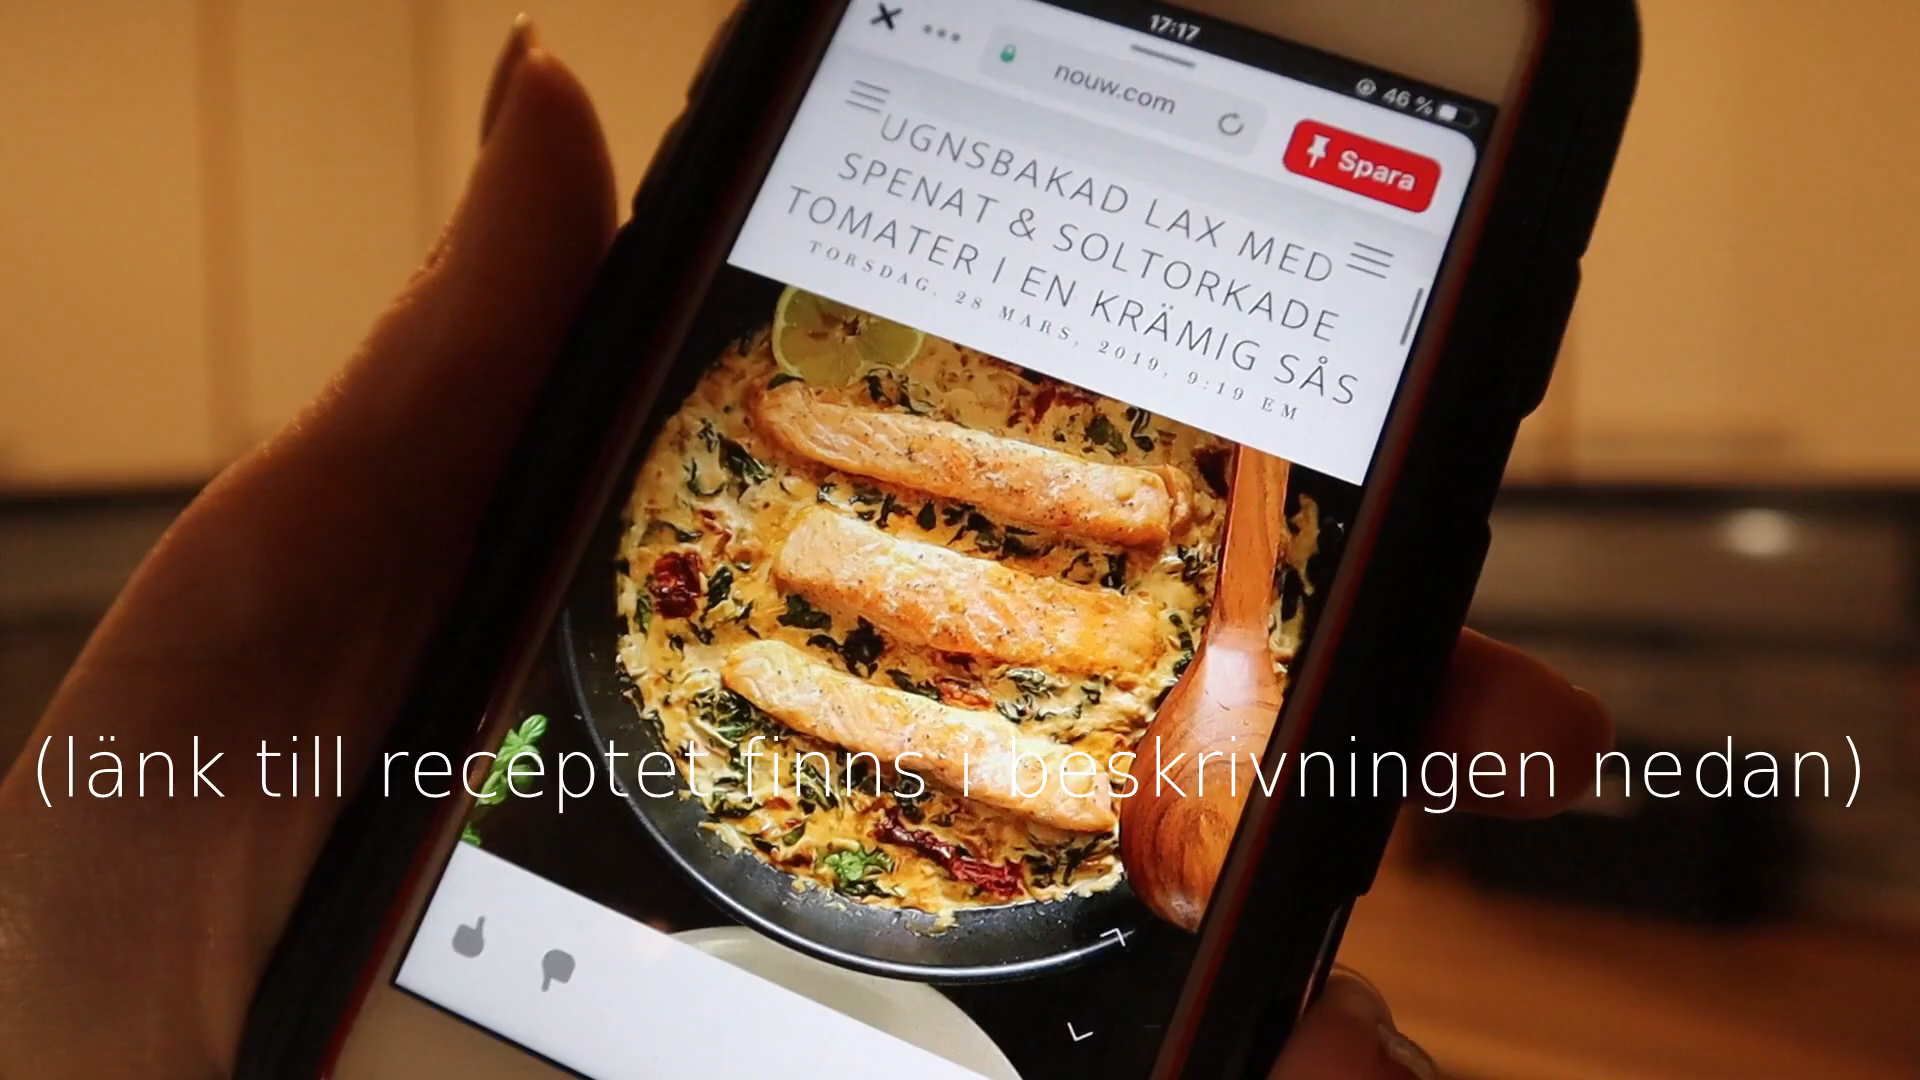 17:17
46 %
nouw.com
Spara
UGNSBAKAD LAX MED
SPENAT & SOLTORKADE
TOMATER I EN KRÄMIG SÅS
TORSDAG, 28 MARS, 2019, 9:19 EM
(länk till receptet finns i beskrivningen nedan)